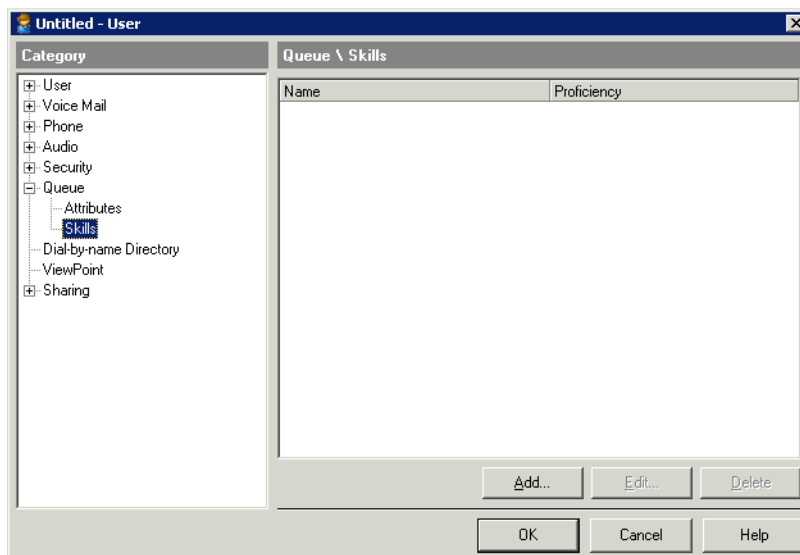 Untitled - User
Category
User
Voice Mail
Phone
Audio
Security
Queue
Attributes
Skills
Dial-by-name Directory
ViewPoint
Sharing
Queue \ Skills
Name Proficiency
Add... Edit... Delete
OK Cancel Help